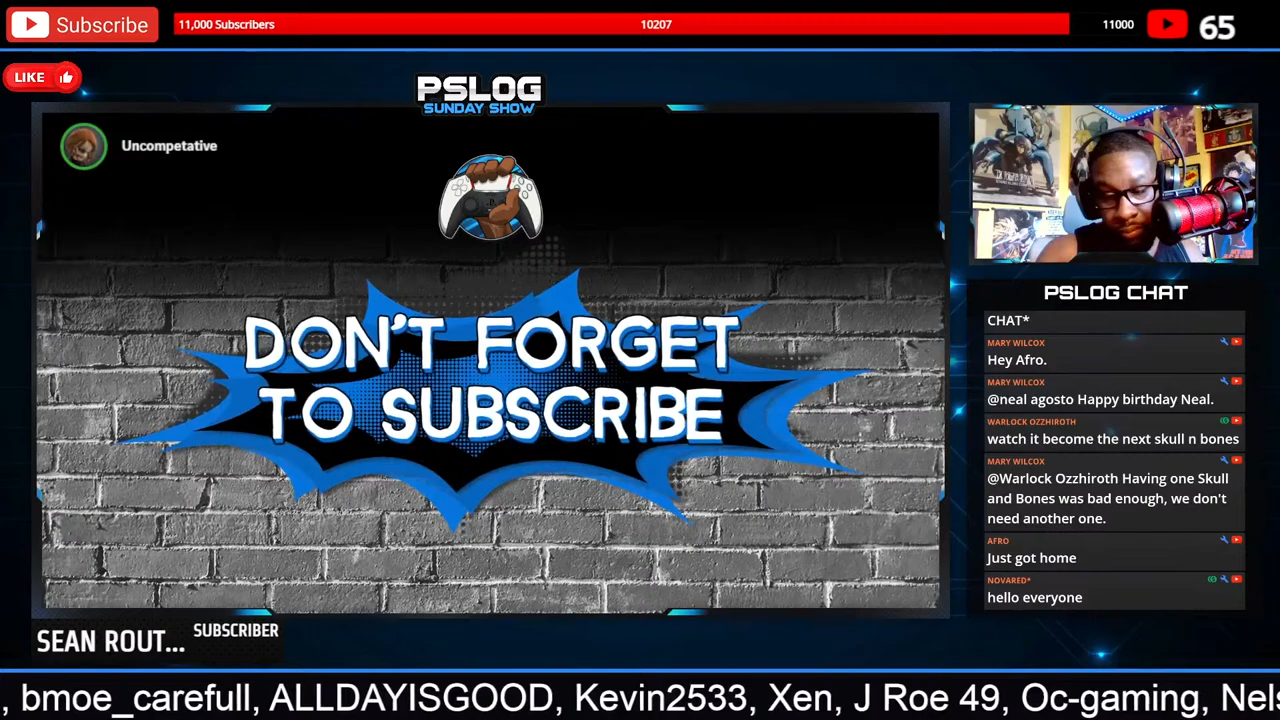 Subscribe
11,000 Subscribers
10207
11000
65
LIKE
PSLOG
SUNDAY SHOW
Uncompetative
DON'T FORGET
TO SUBSCRIBE
PSLOG CHAT
CHAT*
MARY WILCOX
Hey Afro.
MARY WILCOX
@neal agosto Happy birthday Neal.
WARLOCK OZZHIROTH
watch it become the next skull n bones
MARY WILCOX
@Warlock Ozzhiroth Having one Skull
and Bones was bad enough, we don't
need another one.
AFRO
Just got home
NOVARED*
hello everyone
SEAN ROUT...
SUBSCRIBER
, bmoe_carefull, ALLDAYISGOOD, Kevin2533, Xen, J Roe 49, Oc-gaming, Nels